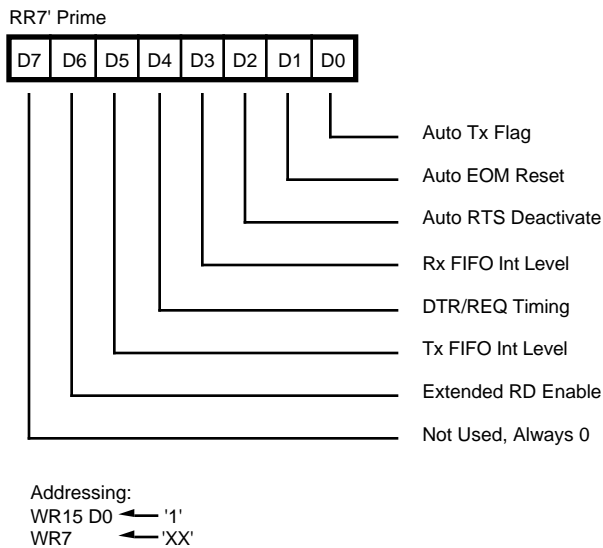 RR7' Prime
D7 D6 D5 D4 D3 D2 D1 D0
Auto Tx Flag
Auto EOM Reset
Auto RTS Deactivate
Rx FIFO Int Level
DTR/REQ Timing
Tx FIFO Int Level
Extended RD Enable
Not Used, Always 0
Addressing:
WR15 D0 '1'
WR7 'XX'